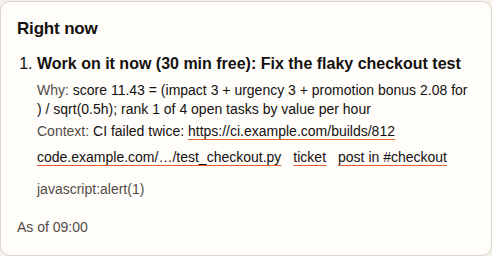 Right now
1. Work on it now (30 min free): Fix the flaky checkout test
Why: score 11.43 = (impact 3 + urgency 3 + promotion bonus 2.08 for
) / sqrt(0.5h); rank 1 of 4 open tasks by value per hour
Context: CI failed twice: https://ci.example.com/builds/812
code.example.com/…/test_checkout.py ticket post in #checkout
javascript:alert(1)
As of 09:00